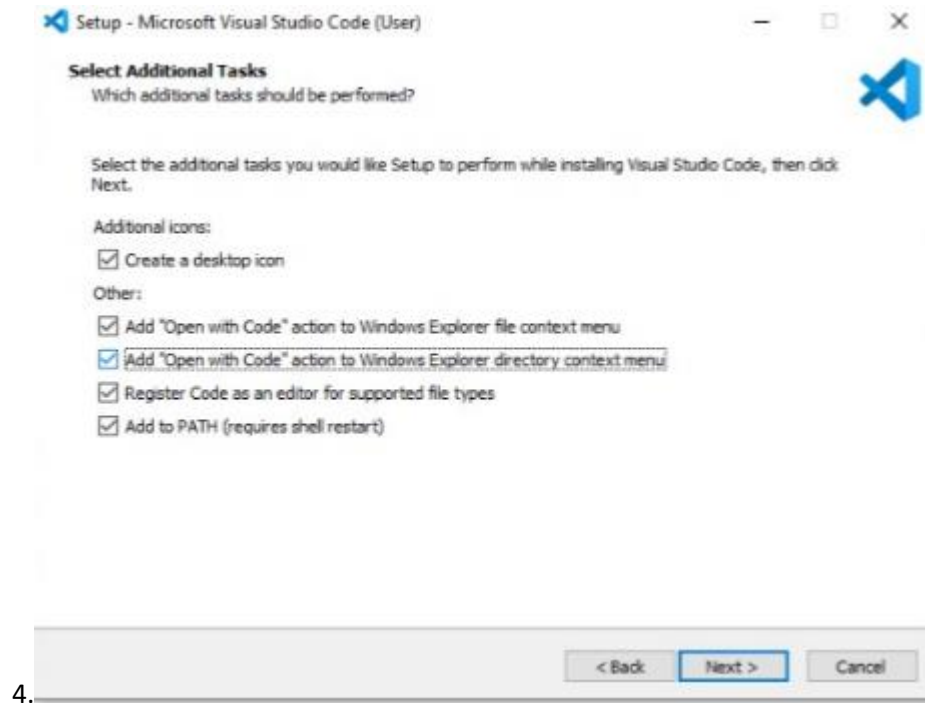 Setup - Microsoft Visual Studio Code (User)
Select Additional Tasks
Which additional tasks should be performed?
Select the additional tasks you would like Setup to perform while installing Visual Studio Code, then click
Next.
Additional icons:
Create a desktop icon
Other:
Add "Open with Code" action to Windows Explorer file context menu
Add "Open with Code" action to Windows Explorer directory context menu
Register Code as an editor for supported file types
Add to PATH (requires shell restart)
< Back Next > Cancel
4.